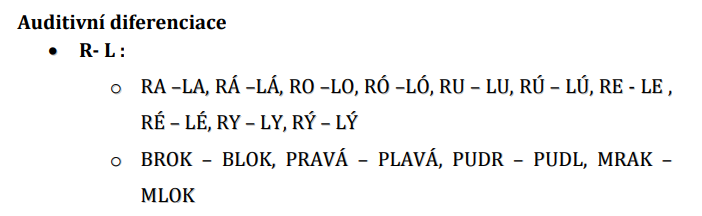 Auditivní diferenciace
• R- L :
o RA –LA, RÁ –LÁ, RO –LO, RÓ –LÓ, RU – LU, RÚ – LÚ, RE - LE ,
RÉ – LÉ, RY – LY, RÝ – LÝ
o BROK – BLOK, PRAVÁ – PLAVÁ, PUDR – PUDL, MRAK –
MLOK